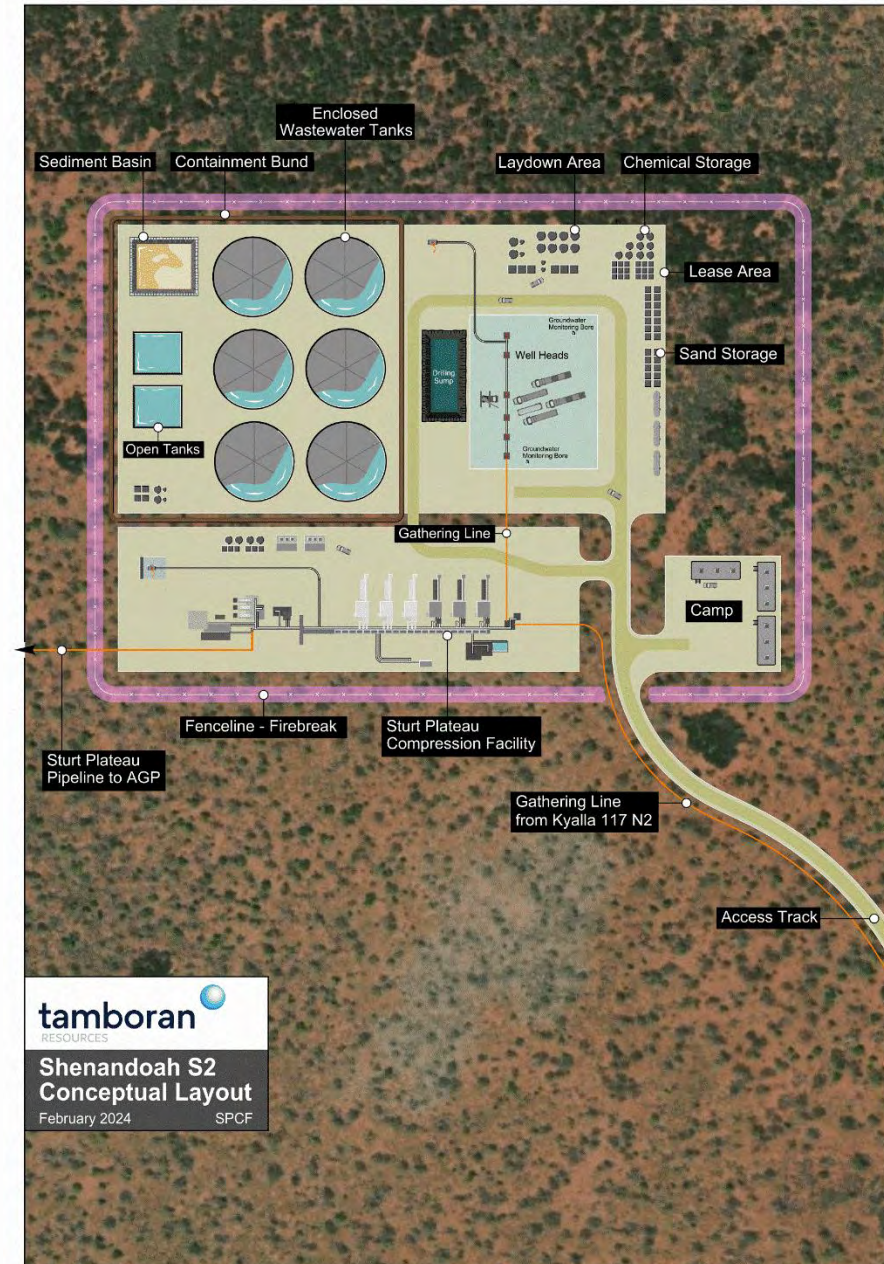 Enclosed
Wastewater Tanks
Sediment Basin
Containment Bund
Laydown Area
Chemical Storage
Lease Area
Groundwater
Monitoring Bore
Well Heads
Sand Storage
Drilling
Sump
Open Tanks
Groundwater
Monitoring Bore
Gathering Line
Camp
Fenceline - Firebreak
Sturt Plateau
Compression Facility
Sturt Plateau
Pipeline to AGP
Gathering Line
from Kyalla 117 N2
Access Track
tamboran
RESOURCES
Shenandoah S2
Conceptual Layout
February 2024 SPCF